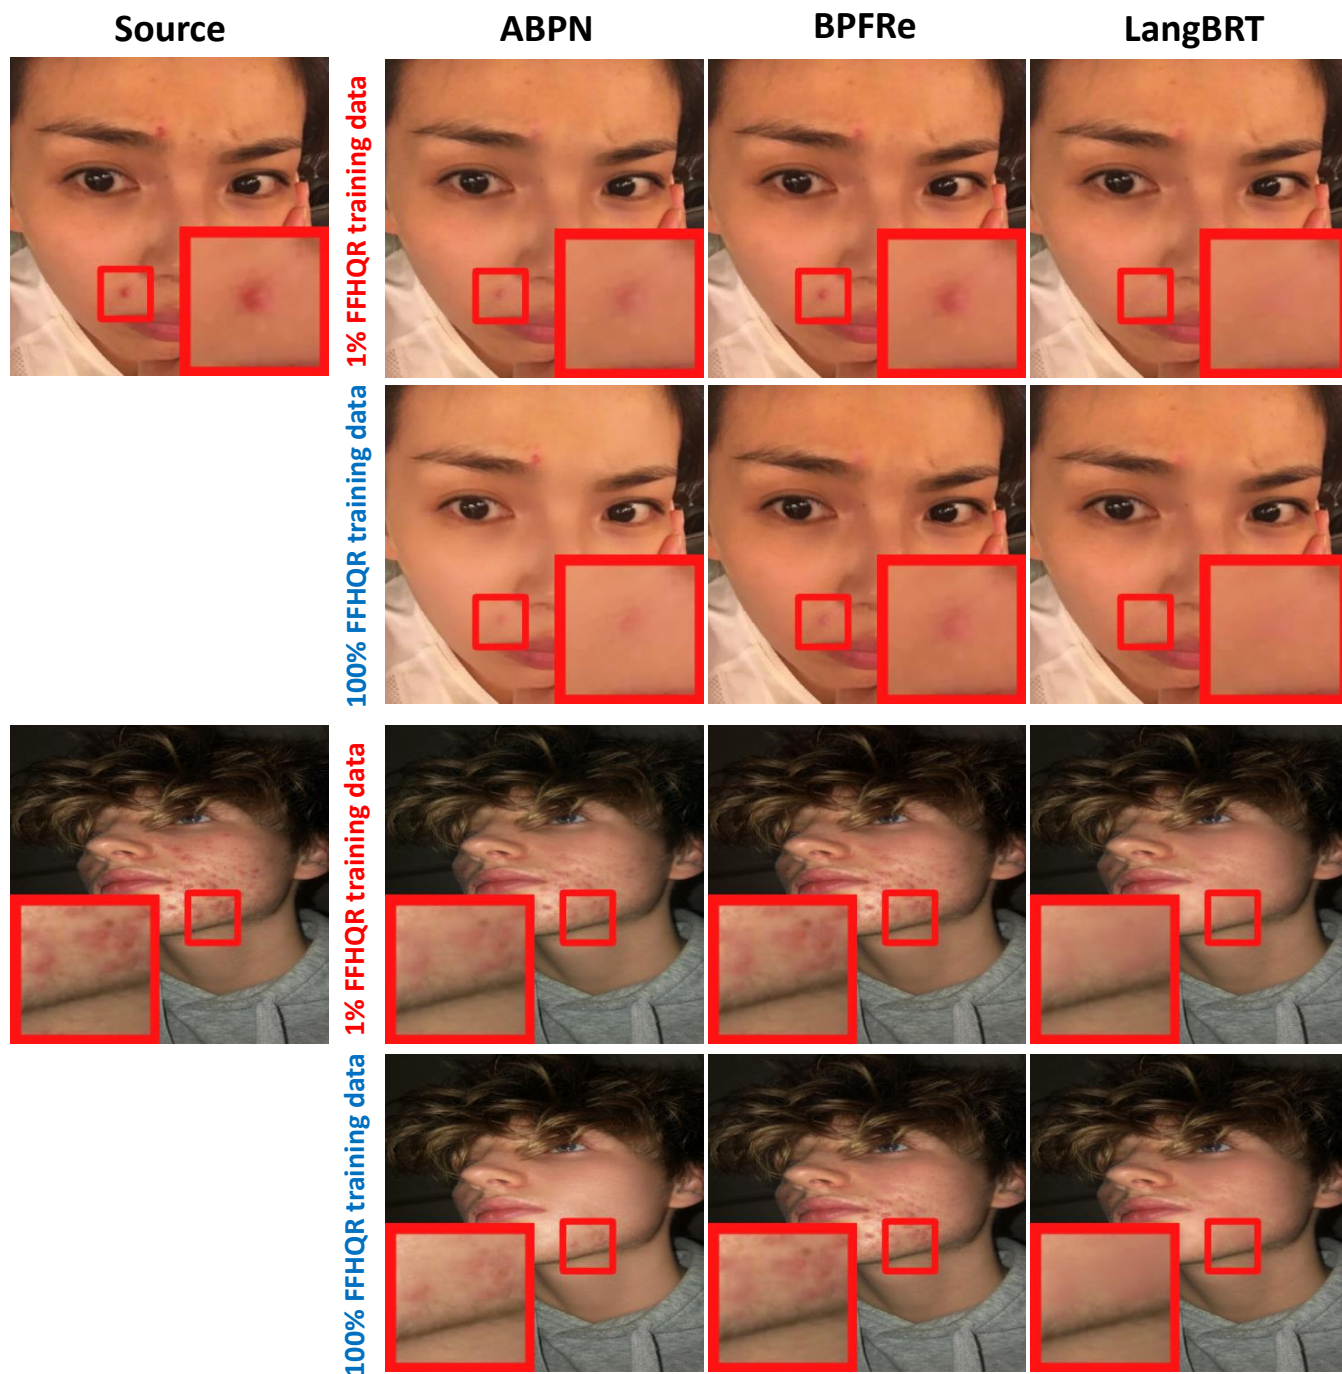 Source
ABPN
BPFRe
LangBRT
1% FFHQR training data
100% FFHQR training data
1% FFHQR training data
100% FFHQR training data